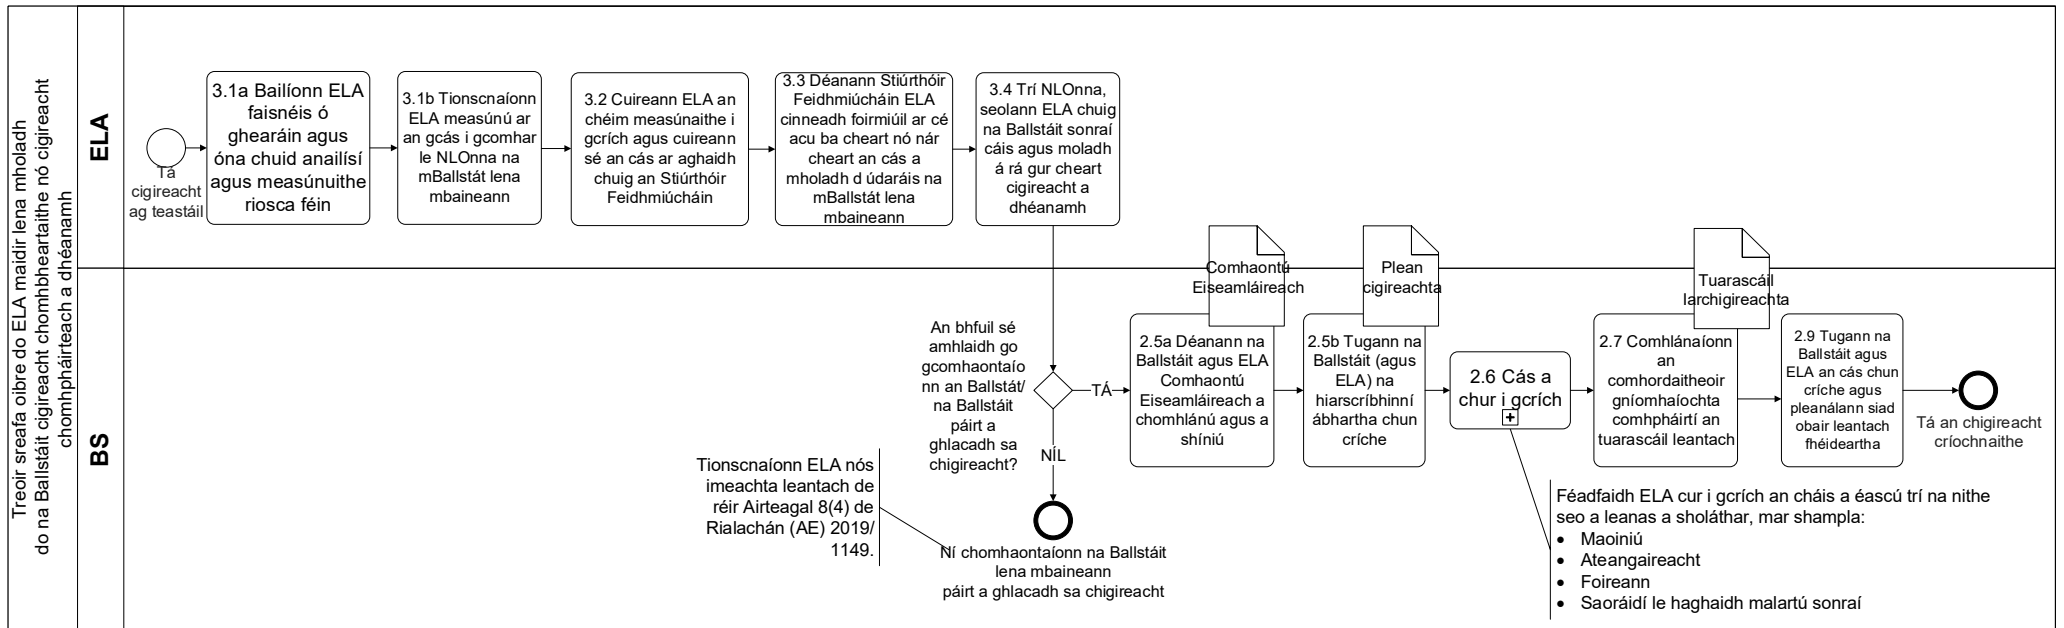 Treoir sreafa oibre do ELA maidir lena mholadh
do na Ballstáit cigireacht chomhbheartaithe nó cigireacht
chomhpháirteach a dhéanamh
ELA
Tá
cigireacht
ag teastáil
3.1a Bailíonn ELA
faisnéis ó
ghearáin agus
óna chuid anailísí
agus measúnuithe
riosca féin
3.1b Tionscnaíonn
ELA measúnú ar
an gcás i gcomhar
le NLOnna na
mBallstát lena
mbaineann
3.2 Cuireann ELA an
chéim measúnaithe i
gcrích agus cuireann
sé an cás ar aghaidh
chuig an Stiúrthóir
Feidhmiúcháin
3.3 Déanann Stiúrthóir
Feidhmiúcháin ELA
cinneadh foirmiúil ar cé
acu ba cheart nó nár
cheart an cás a
mholadh d údaráis na
mBallstát lena
mbaineann
3.4 Trí NLOnna,
seolann ELA chuig
na Ballstáit sonraí
cáis agus moladh
á rá gur cheart
cigireacht a
dhéanamh
BS
An bhfuil sé
amhlaidh go
gcomhaontaío
nn an Ballstát/
na Ballstáit
páirt a
ghlacadh sa
chigireacht?
TÁ
NÍL
Tionscnaíonn ELA nós
imeachta leantach de
réir Airteagal 8(4) de
Rialachán (AE) 2019/
1149.
Ní chomhaontaíonn na Ballstáit
lena mbaineann
páirt a ghlacadh sa chigireacht
Comhaontú
Eiseamláireach
2.5a Déanann na
Ballstáit agus ELA
Comhaontú
Eiseamláireach a
chomhlánú agus a
shíniú
Plean
cigireachta
2.5b Tugann na
Ballstáit (agus
ELA) na
hiarscríbhinní
ábhartha chun
críche
2.6 Cás a
chur i gcrích
Féadfaidh ELA cur i gcrích an cháis a éascú trí na nithe
seo a leanas a sholáthar, mar shampla:
• Maoiniú
• Ateangaireacht
• Foireann
• Saoráidí le haghaidh malartú sonraí
Tuarascáil
Iarchigireachta
2.7 Comhlánaíonn
an
comhordaitheoir
gníomhaíochta
comhpháirtí an
tuarascáil leantach
2.9 Tugann na
Ballstáit agus
ELA an cás chun
críche agus
pleanálann siad
obair leantach
fhéideartha
Tá an chigireacht
críochnaithe